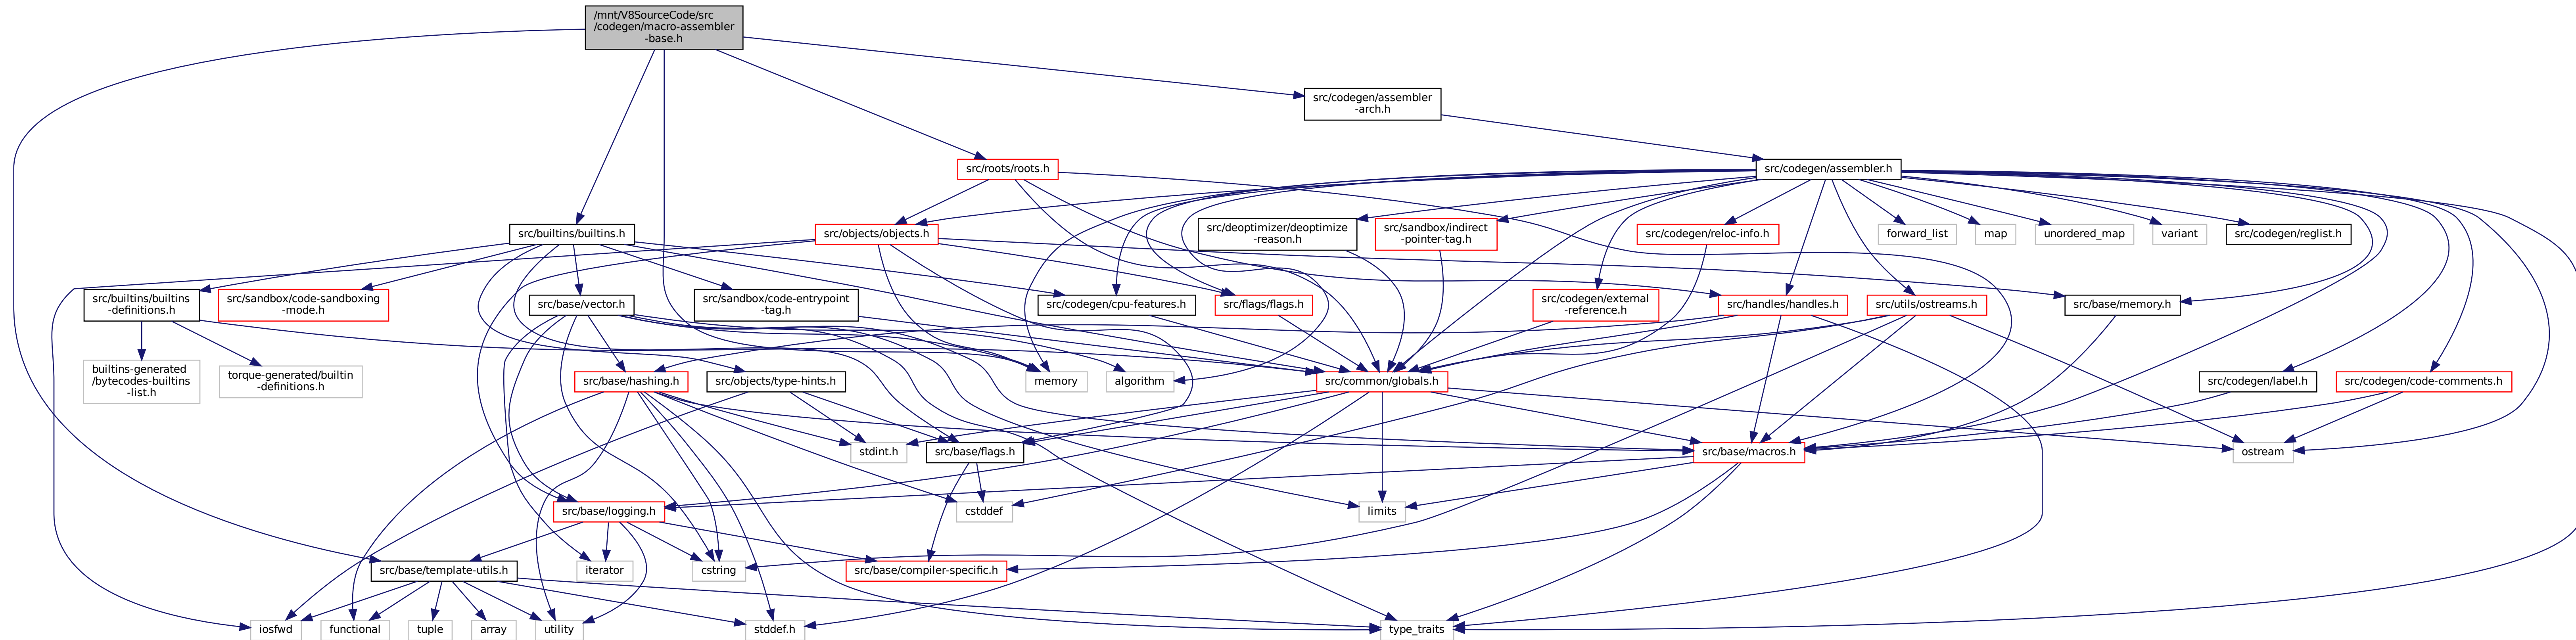 /mnt/V8SourceCode/src
/codegen/macro-assembler
-base.h
src/codegen/assembler
-arch.h
src/roots/roots.h
src/codegen/assembler.h
src/builtins/builtins.h
src/objects/objects.h
src/deoptimizer/deoptimize
-reason.h
src/sandbox/indirect
-pointer-tag.h
src/codegen/reloc-info.h
forward_list
map
unordered_map
variant
src/codegen/reglist.h
src/builtins/builtins
-definitions.h
src/sandbox/code-sandboxing
-mode.h
src/base/vector.h
src/sandbox/code-entrypoint
-tag.h
src/codegen/cpu-features.h
src/flags/flags.h
src/codegen/external
-reference.h
src/handles/handles.h
src/utils/ostreams.h
src/base/memory.h
builtins-generated
/bytecodes-builtins
-list.h
torque-generated/builtin
-definitions.h
src/base/hashing.h
src/objects/type-hints.h
memory
algorithm
src/common/globals.h
src/codegen/label.h
src/codegen/code-comments.h
stdint.h
src/base/flags.h
src/base/macros.h
ostream
src/base/logging.h
cstddef
limits
src/base/template-utils.h
iterator
cstring
src/base/compiler-specific.h
iosfwd
functional
tuple
array
utility
stddef.h
type_traits